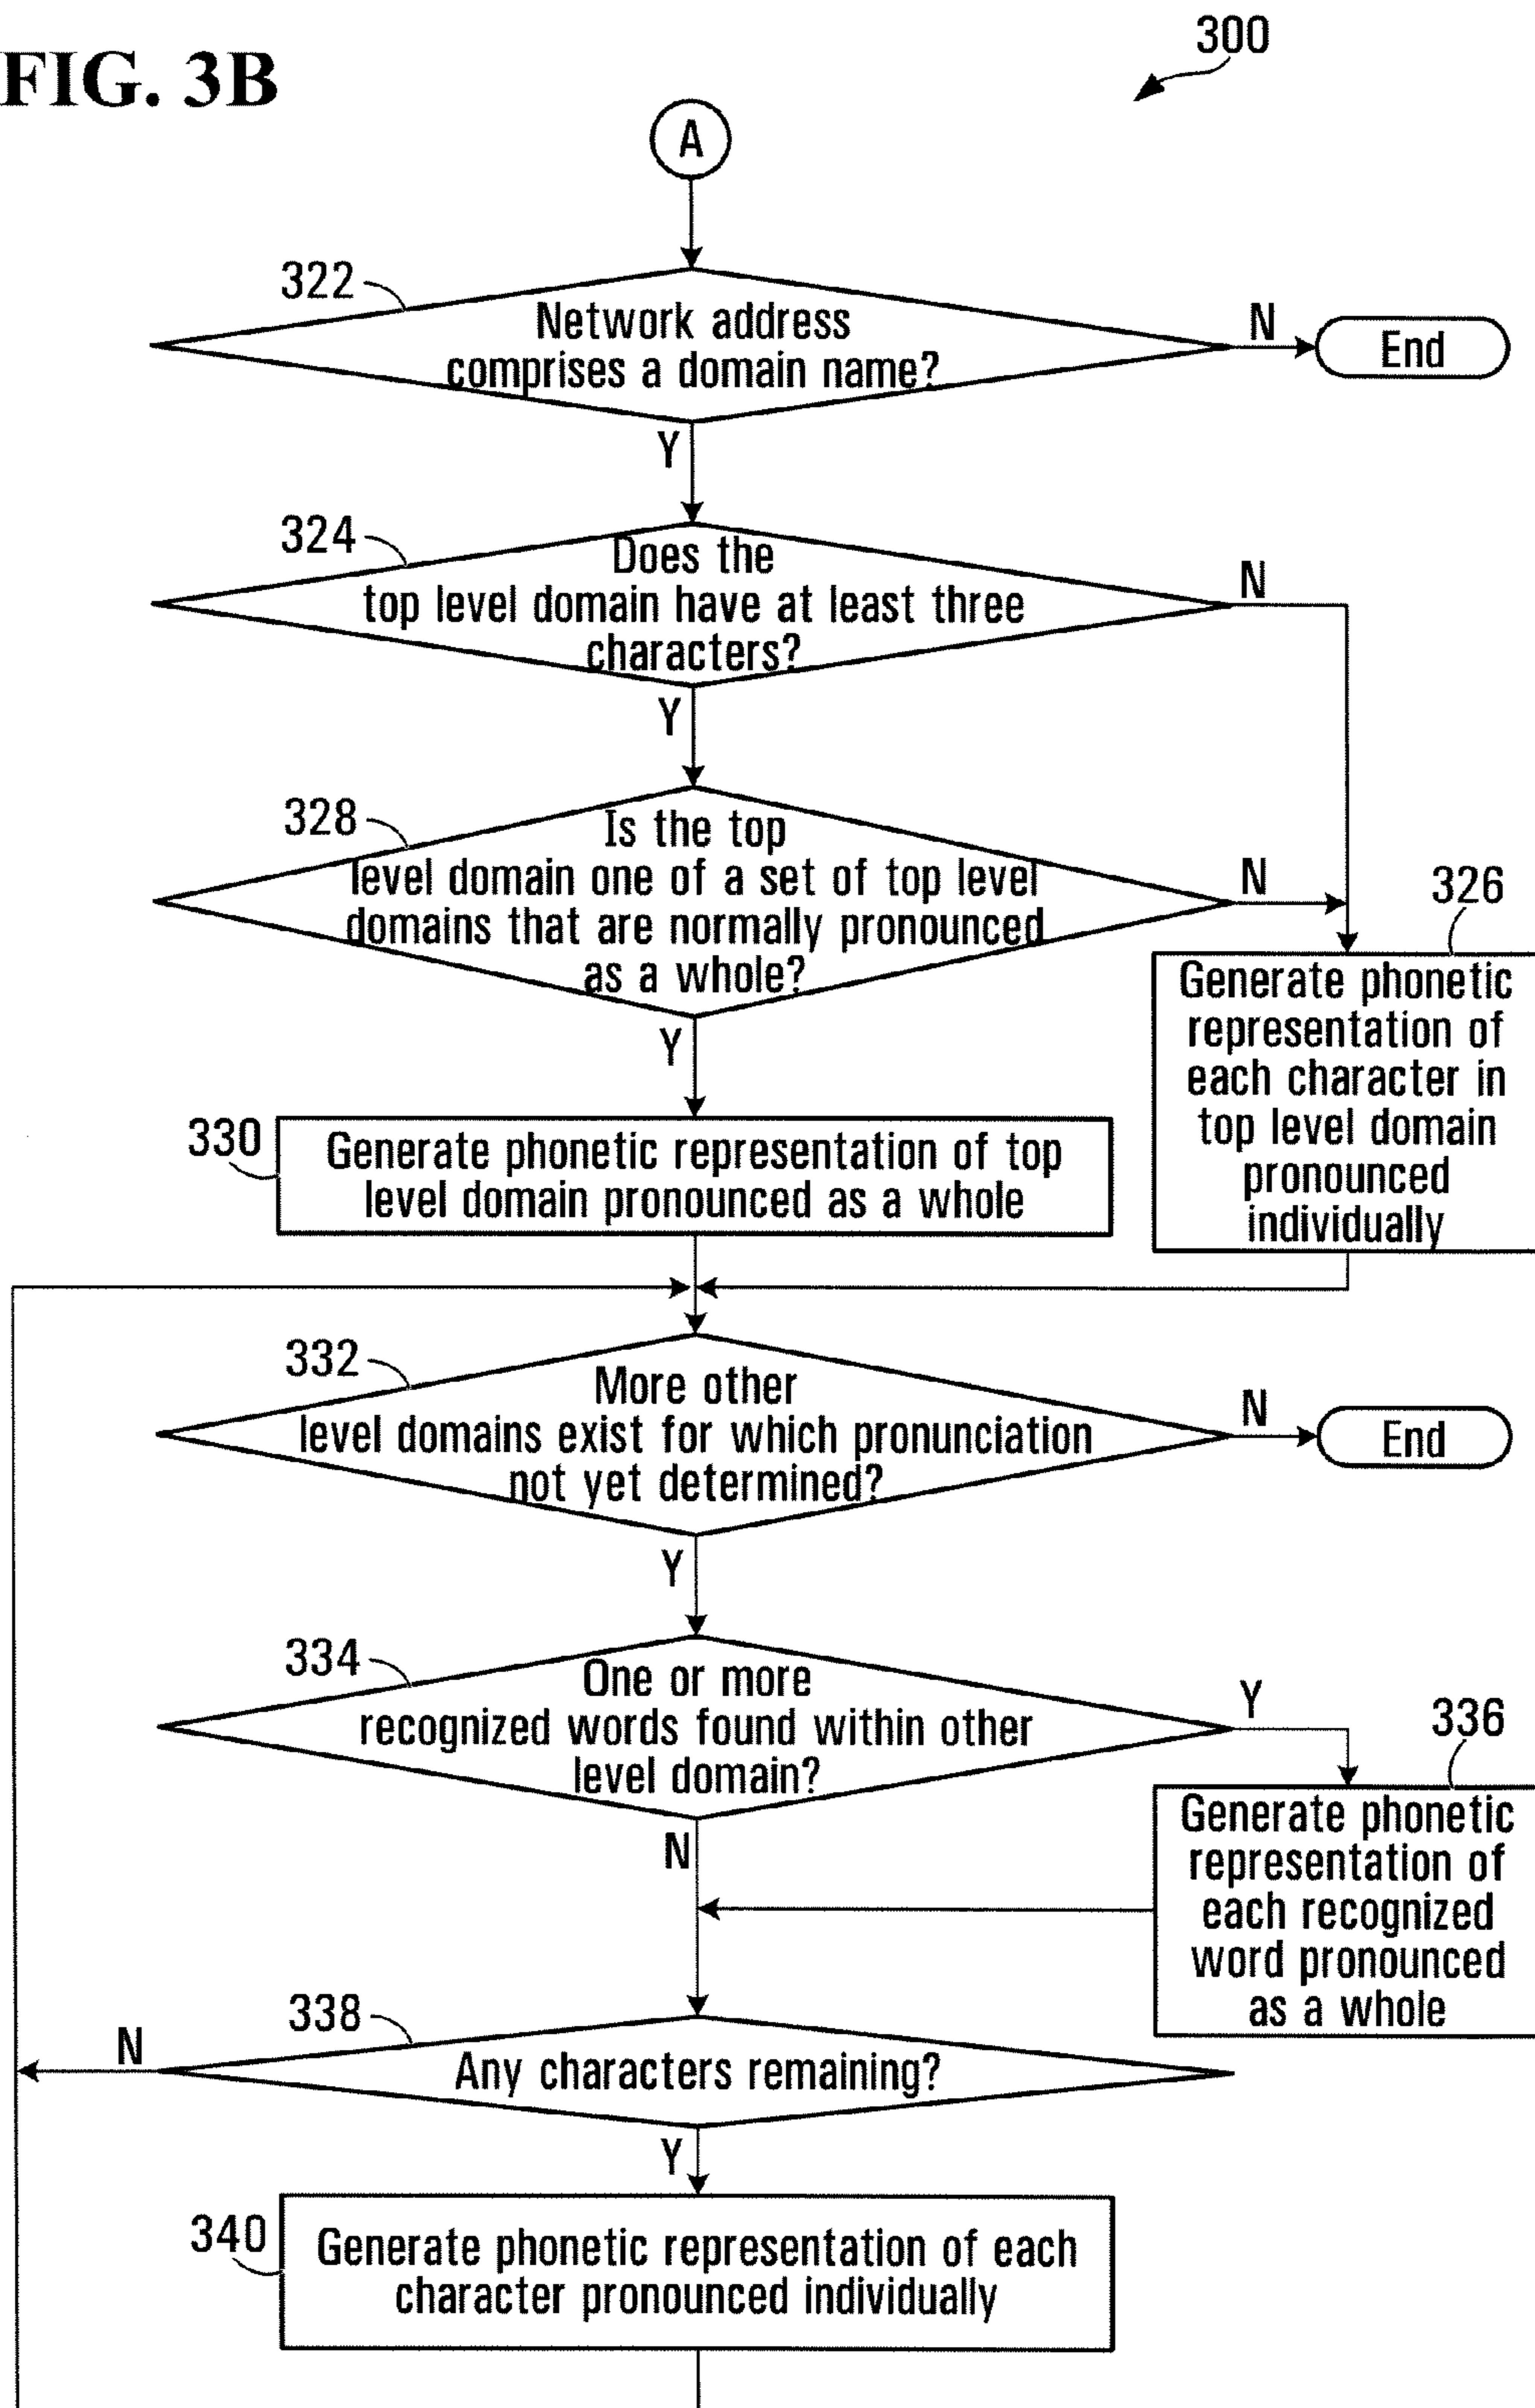 FIG. 3B
300
A
322
Network address
comprises a domain name?
N
End
Y
324
Does the
top level domain have at least three
characters?
N
Y
328
Is the top
level domain one of a set of top level
domains that are normally pronounced
as a whole?
N
326
Generate phonetic
representation of
each character in
top level domain
pronounced
individually
Y
330
Generate phonetic representation of top
level domain pronounced as a whole
332
More other
level domains exist for which pronunciation
not yet determined?
N
End
Y
334
One or more
recognized words found within other
level domain?
Y
336
Generate phonetic
representation of
each recognized
word pronounced
as a whole
N
338
Any characters remaining?
N
Y
340
Generate phonetic representation of each
character pronounced individually